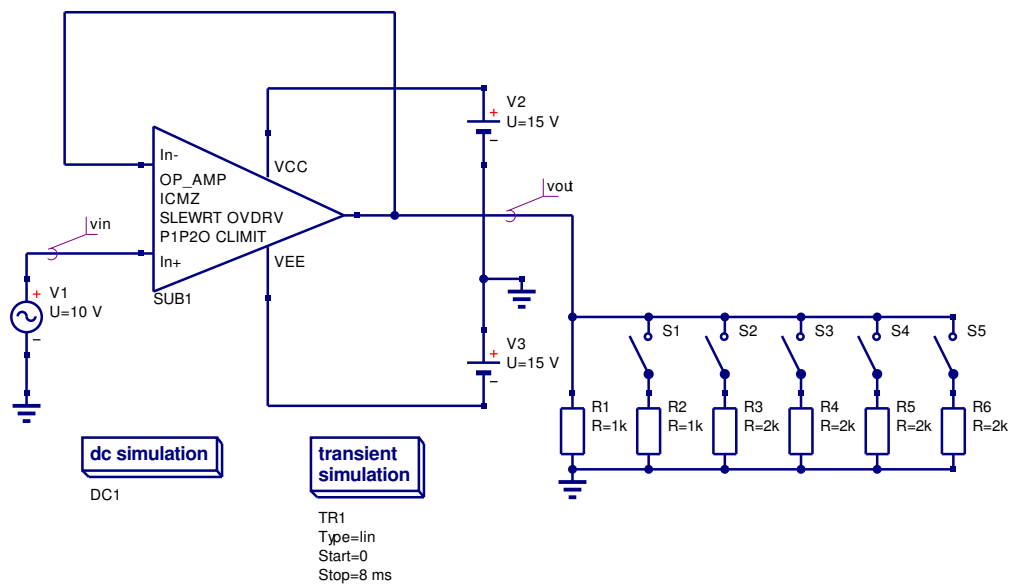 V2
+
U=15 V
–
In-
VCC
OP_AMP
ICMZ
SLEWRT OVDRV
P1P2O CLIMIT
vout
vin
In+
VEE
SUB1
+
V1
U=10 V
–
V3
+
U=15 V
–
S1
S2
S3
S4
S5
R1
R=1k
R2
R=1k
R3
R=2k
R4
R=2k
R5
R=2k
R6
R=2k
dc simulation
DC1
transient
simulation
TR1
Type=lin
Start=0
Stop=8 ms